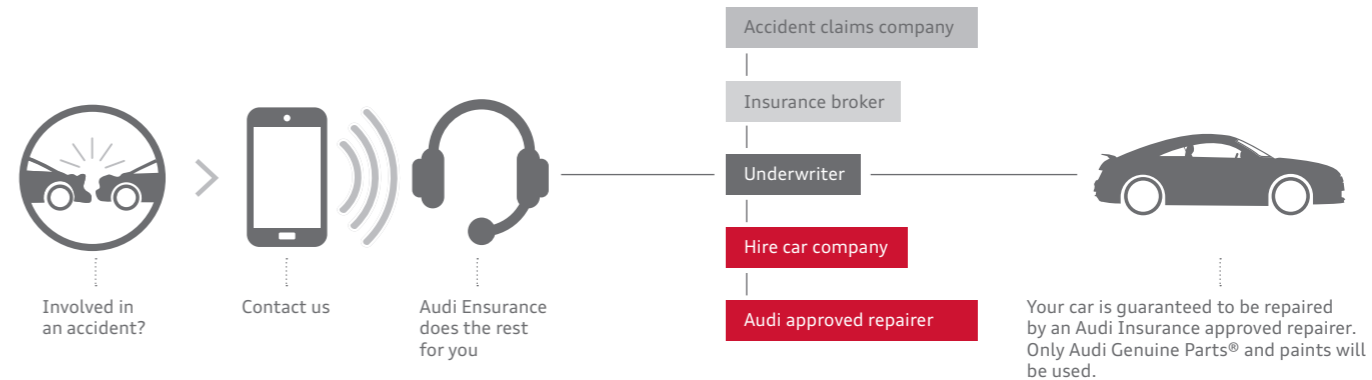 Accident claims company
Insurance broker
Underwriter
Hire car company
Audi approved repairer
Involved in
an accident?
Contact us
Audi Ensurance
does the rest
for you
Your car is guaranteed to be repaired
by an Audi Insurance approved repairer.
Only Audi Genuine Parts® and paints will
be used.